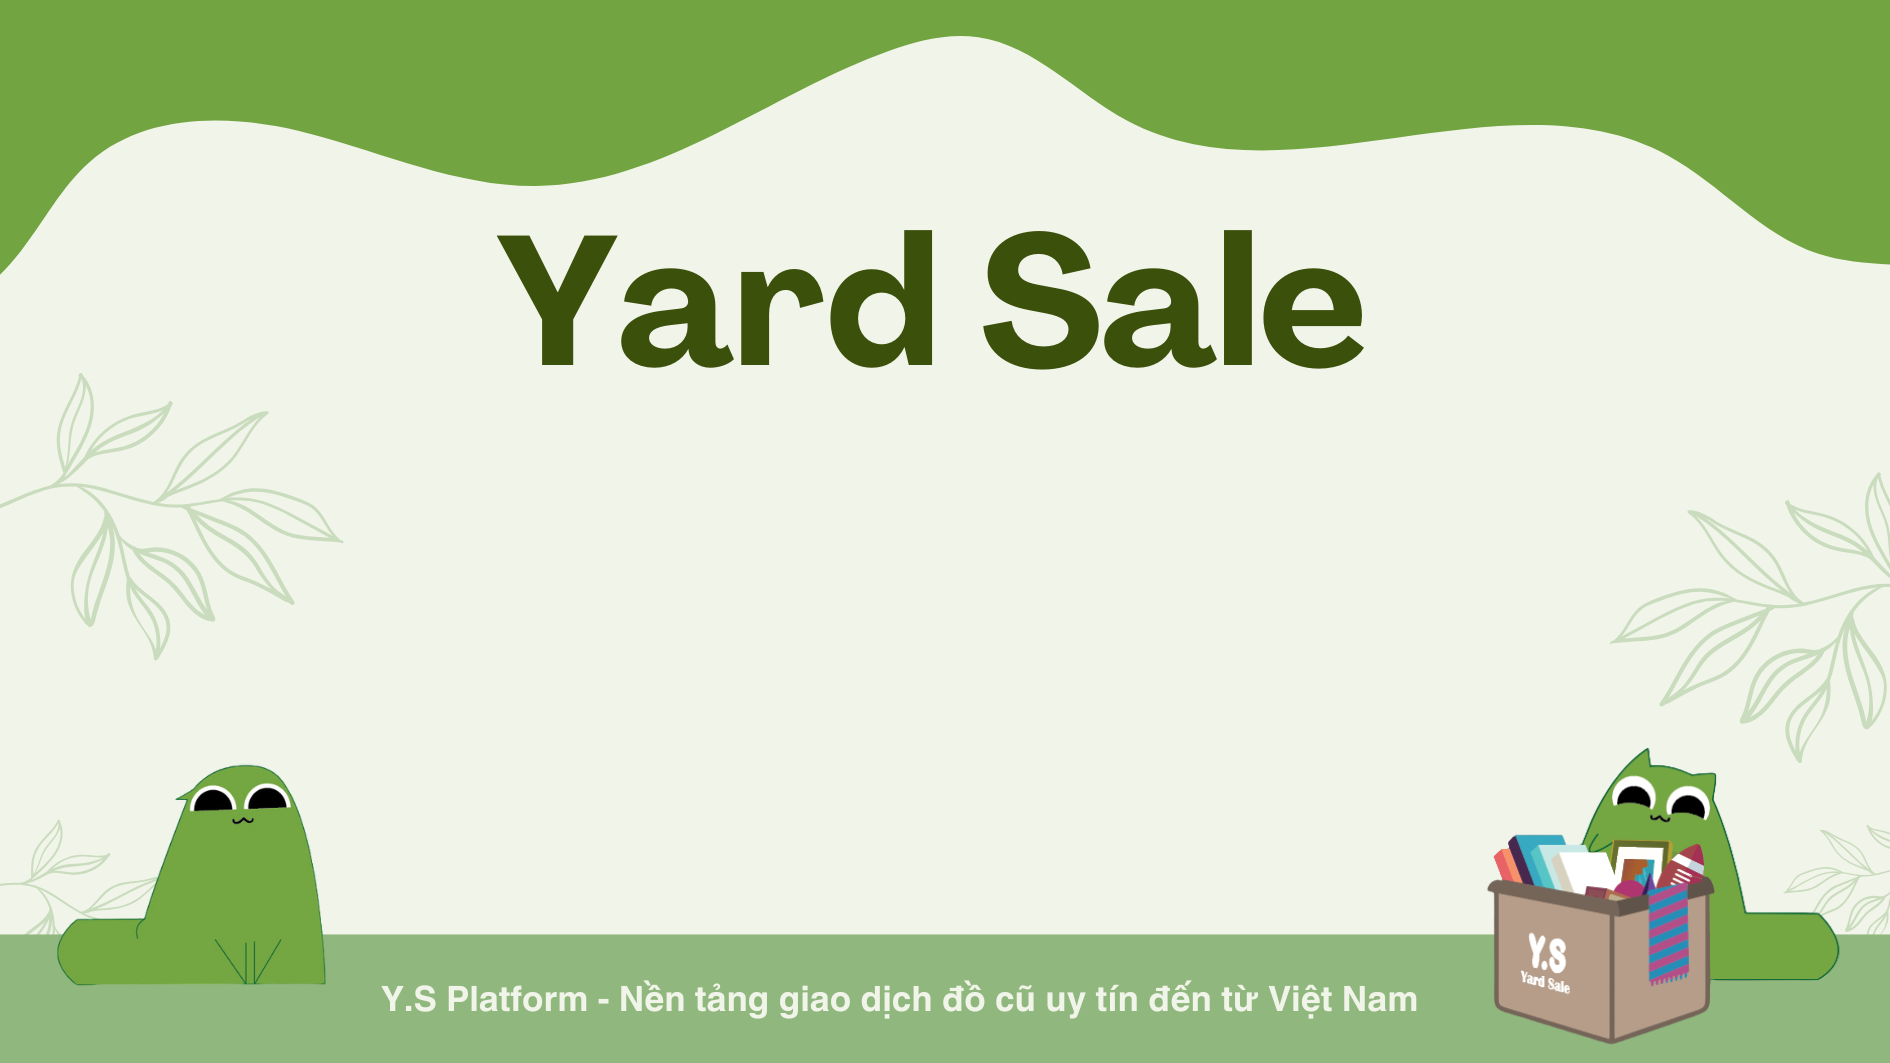 Yard Sale
Y.S
Yard Sale
Y.S Platform - Nền tảng giao dịch đồ cũ uy tín đến từ Việt Nam